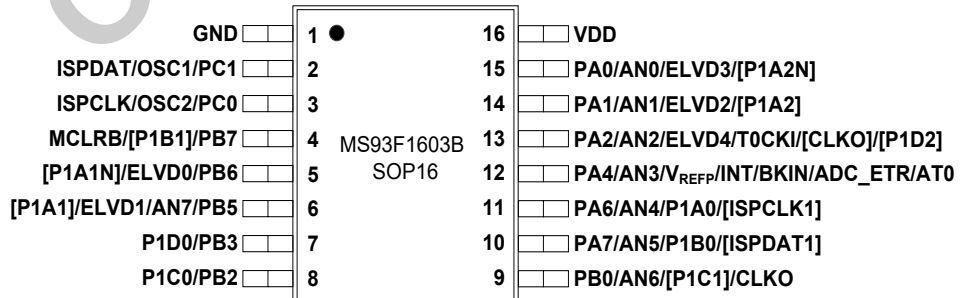 GND 1 16 VDD
ISPDAT/OSC1/PC1 2 15 PA0/AN0/ELVD3/[P1A2N]
ISPCLK/OSC2/PC0 3 14 PA1/AN1/ELVD2/[P1A2]
MCLRB/[P1B1]/PB7 4 MS93F1603B 13 PA2/AN2/ELVD4/T0CKI/[CLKO]/[P1D2]
[P1A1N]/ELVD0/PB6 5 SOP16 12 PA4/AN3/VREFP/INT/BKIN/ADC_ETR/AT0
[P1A1]/ELVD1/AN7/PB5 6 11 PA6/AN4/P1A0/[ISPCLK1]
P1D0/PB3 7 10 PA7/AN5/P1B0/[ISPDAT1]
P1C0/PB2 8 9 PB0/AN6/[P1C1]/CLKO